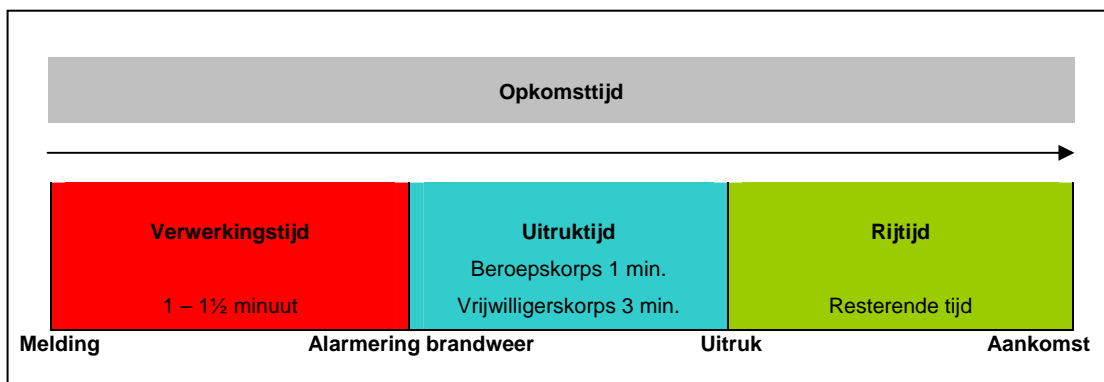 Opkomsttijd
Verwerkingstijd
1 – 1½ minuut
Uitruktijd
Beroepskorps 1 min.
Vrijwilligerskorps 3 min.
Rijtijd
Resterende tijd
Melding
Alarmering brandweer
Uitruk
Aankomst